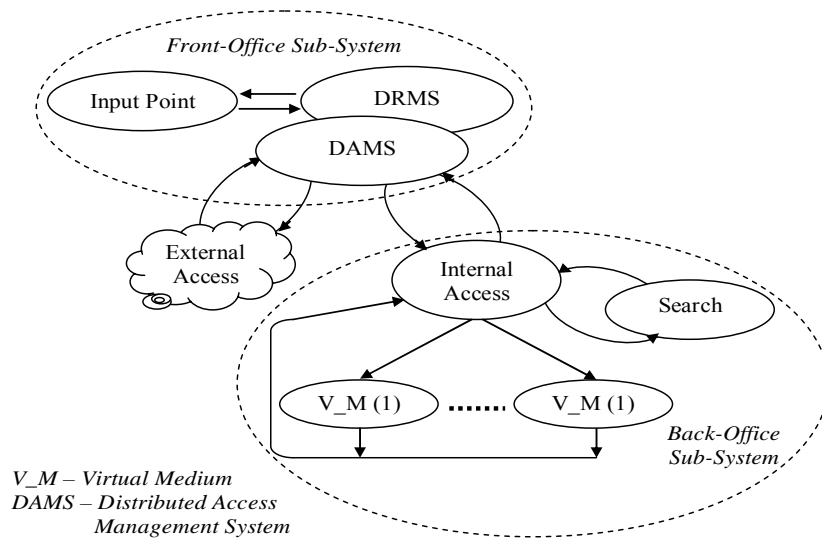 Front-Office Sub-System
Input Point
DRMS
DAMS
External
Access
Internal
Access
Search
V_M (1)
V_M (1)
Back-Office
Sub-System
V_M – Virtual Medium
DAMS – Distributed Access
Management System